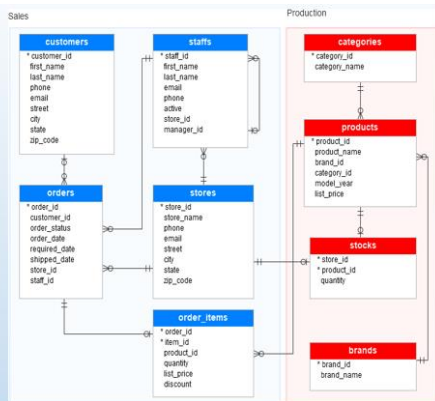 Sales
Production
customers
* customer_id
first_name
last_name
phone
email
street
city
state
zip_code
staffs
* staff_id
first_name
last_name
email
phone
active
store_id
manager_id
categories
* category_id
category_name
products
* product_id
product_name
brand_id
category_id
model_year
list_price
orders
* order_id
customer_id
order_status
order_date
required_date
shipped_date
store_id
staff_id
stores
* store_id
store_name
phone
email
street
city
state
zip_code
stocks
* store_id
* product_id
quantity
order_items
* order_id
* item_id
product_id
quantity
list_price
discount
brands
* brand_id
brand_name